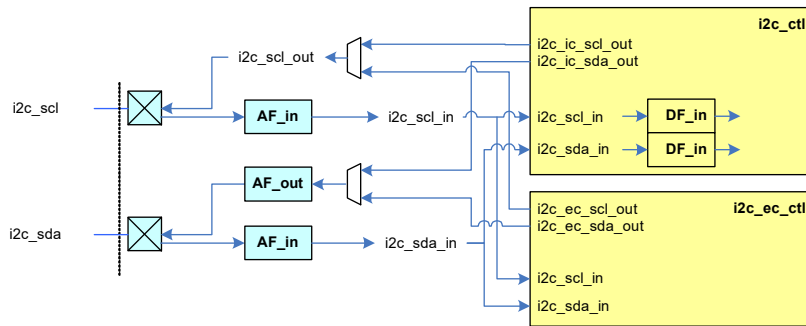 i2c_ctl
i2c_ic_scl_out
i2c_scl_out
i2c_ic_sda_out
i2c_scl
AF_in
i2c_scl_in
i2c_scl_in
DF_in
i2c_sda_in
DF_in
AF_out
i2c_ec_ctl
i2c_ec_scl_out
i2c_ec_sda_out
i2c_sda
AF_in
i2c_sda_in
i2c_scl_in
i2c_sda_in